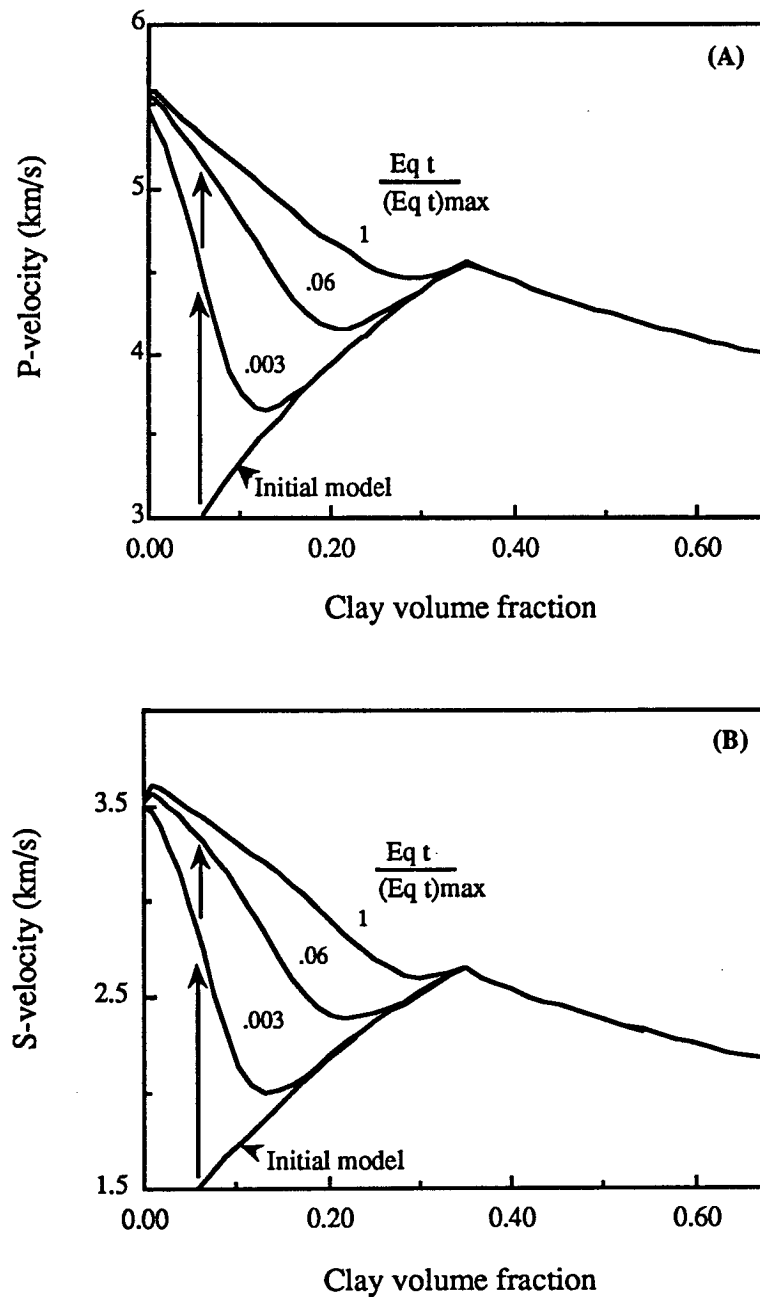 (A)
6
5
4
3
P-velocity (km/s)
Eq t
(Eq t)max
1
.06
.003
Initial model
0.00
0.20
0.40
0.60
Clay volume fraction
(B)
3.5
2.5
1.5
S-velocity (km/s)
Eq t
(Eq t)max
1
.06
.003
Initial model
0.00
0.20
0.40
0.60
Clay volume fraction